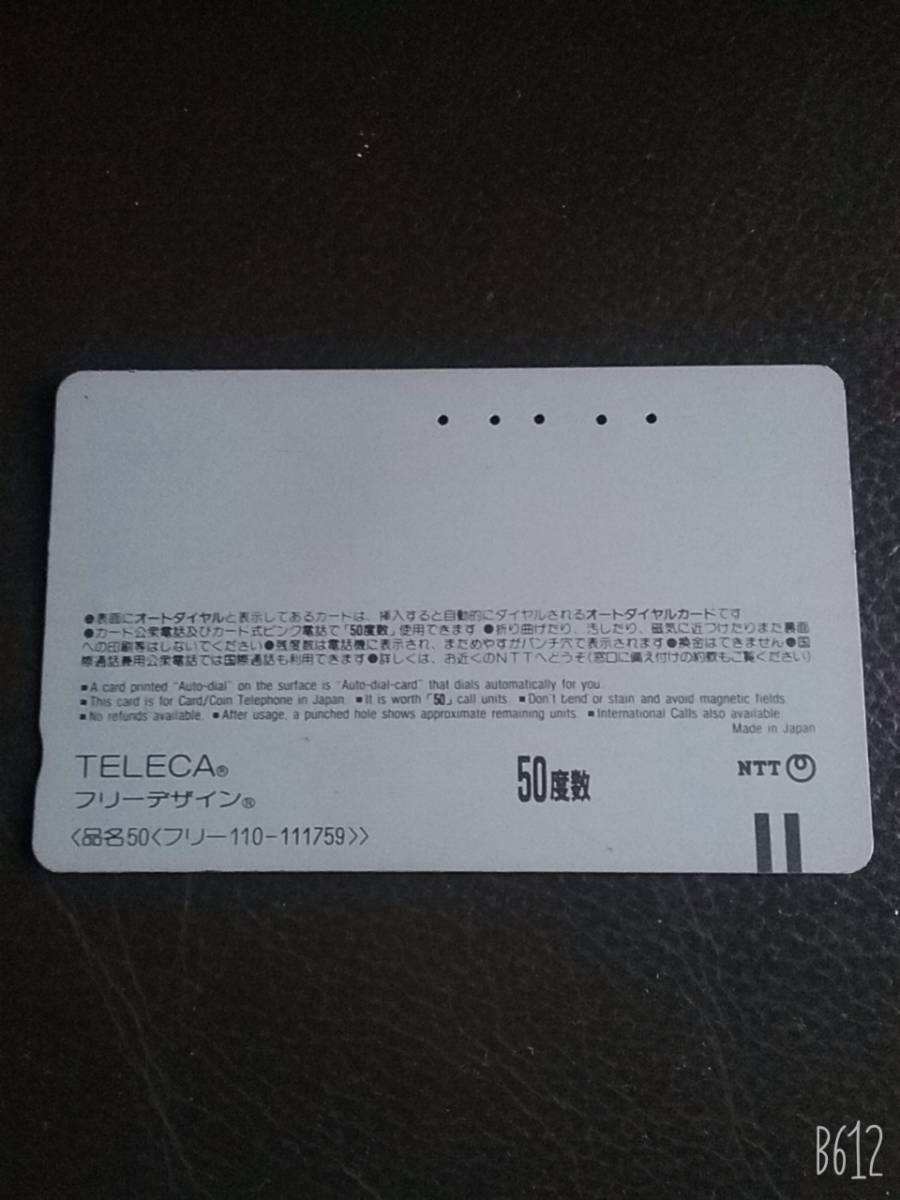 ●表面にオートダイヤルと表示してあるカードは、挿入すると自動的にダイヤルされるオートダイヤルカードです
●カード公衆電話及びカード式ピンク電話で「50度数」使用できます ●折り曲げたり、汚したり、磁気に近づけたりまた裏面
への印刷等はしないでください●残度数は電話機に表示され、まためやすがパンチ穴で表示されます●換金はできません●国
際通話兼用公衆電話では国際通話も利用できます●詳しくは、お近くのNTTへどうぞ(窓口に備え付けの約款もご覧ください)
■A card printed "Auto-dial" on the surface is "Auto-dial-card" that dials automatically for you.
■This card is for Card/Coin Telephone in Japan. ■It is worth「50」call units. ■Don't bend or stain and avoid magnetic fields.
■No refunds available. ■After usage, a punched hole shows approximate remaining units. ■International Calls also available.
Made in Japan
TELECA®
フリーデザイン®
50度数
NTT
〈品名50〈フリー110-111759〉〉
B612